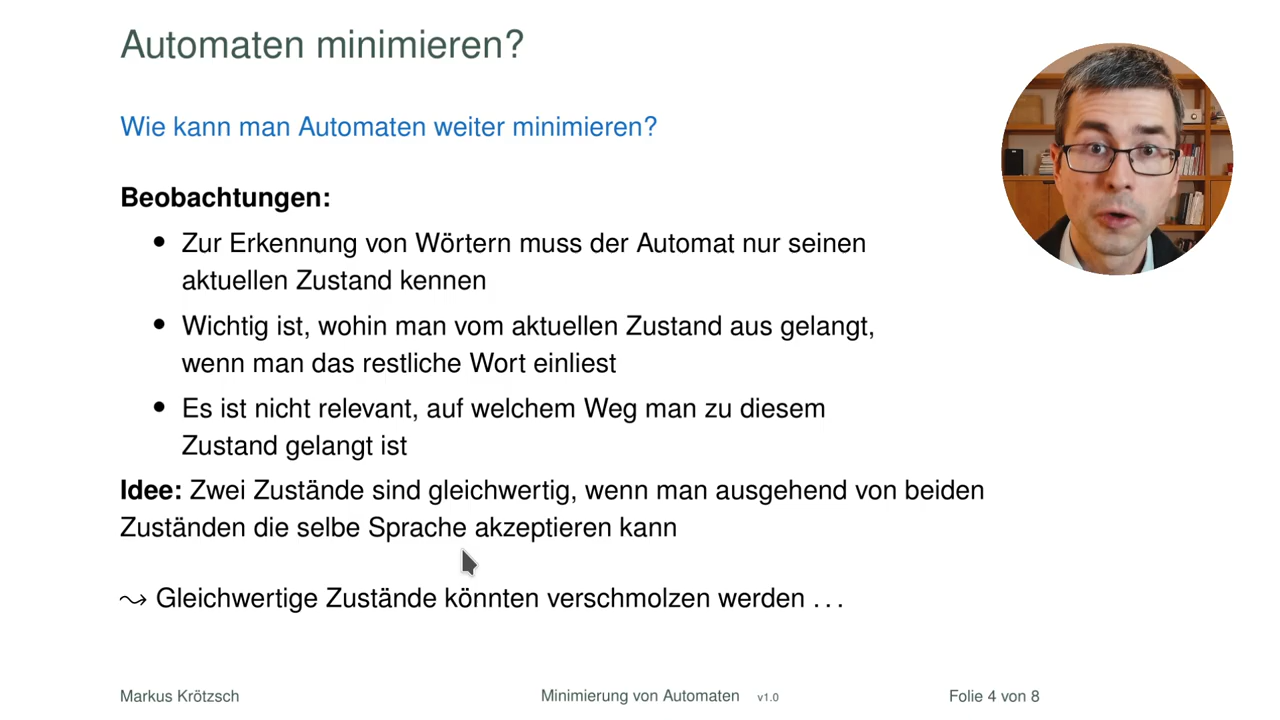 Automaten minimieren?
Wie kann man Automaten weiter minimieren?
Beobachtungen:
• Zur Erkennung von Wörtern muss der Automat nur seinen
aktuellen Zustand kennen
• Wichtig ist, wohin man vom aktuellen Zustand aus gelangt,
wenn man das restliche Wort einliest
• Es ist nicht relevant, auf welchem Weg man zu diesem
Zustand gelangt ist
Idee: Zwei Zustände sind gleichwertig, wenn man ausgehend von beiden
Zuständen die selbe Sprache akzeptieren kann
⤳ Gleichwertige Zustände könnten verschmolzen werden . . .
Markus Krötzsch Minimierung von Automaten v1.0 Folie 4 von 8